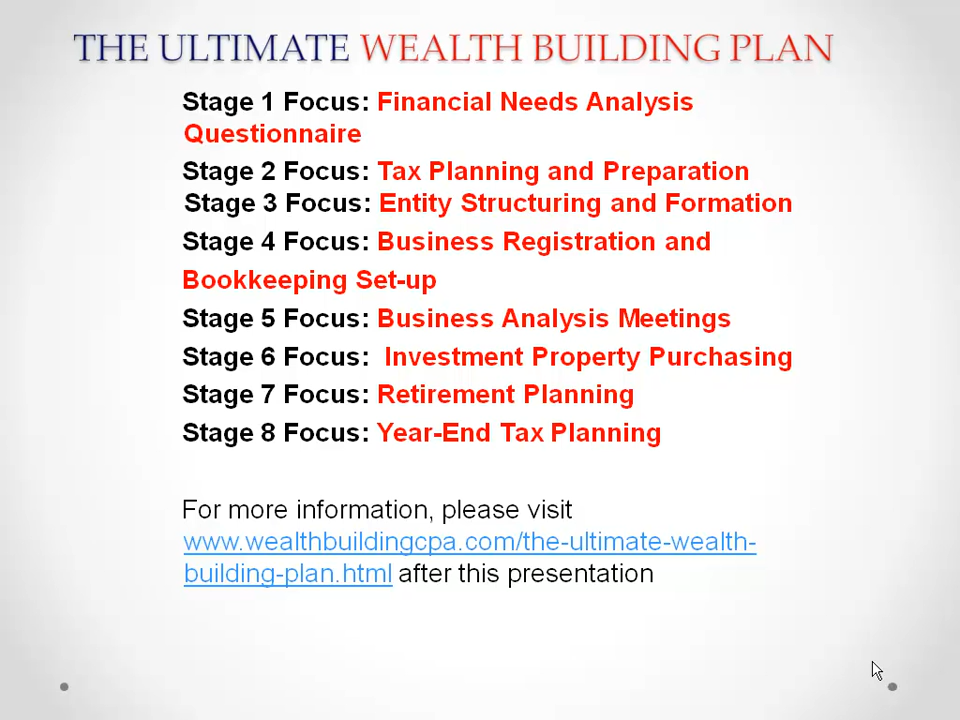 THE ULTIMATE WEALTH BUILDING PLAN
Stage 1 Focus: Financial Needs Analysis
Questionnaire
Stage 2 Focus: Tax Planning and Preparation
Stage 3 Focus: Entity Structuring and Formation
Stage 4 Focus: Business Registration and
Bookkeeping Set-up
Stage 5 Focus: Business Analysis Meetings
Stage 6 Focus: Investment Property Purchasing
Stage 7 Focus: Retirement Planning
Stage 8 Focus: Year-End Tax Planning
For more information, please visit
www.wealthbuildingcpa.com/the-ultimate-wealth-
building-plan.html after this presentation